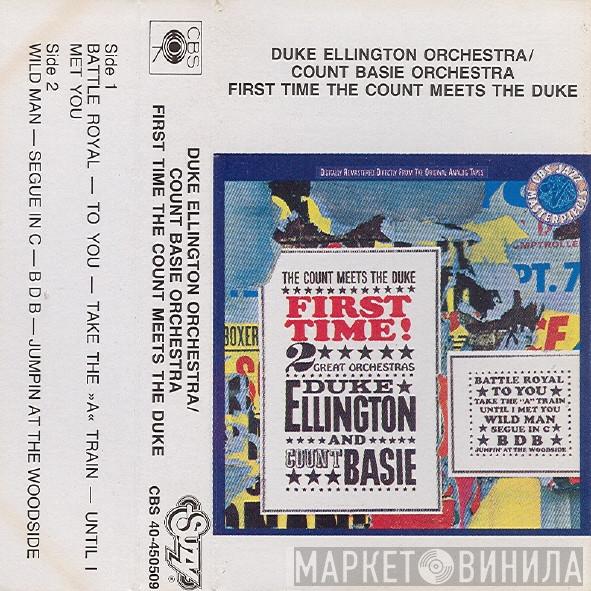 Side 1
BATTLE ROYAL — TO YOU — TAKE THE »A« TRAIN — UNTIL I
MET YOU
Side 2
WILD MAN — SEGUE IN C — B D B — JUMPIN AT THE WOODSIDE
CBS
DUKE ELLINGTON ORCHESTRA/
COUNT BASIE ORCHESTRA
FIRST TIME THE COUNT MEETS THE DUKE
CBS 40-450509
Suzy
DUKE ELLINGTON ORCHESTRA/
COUNT BASIE ORCHESTRA
FIRST TIME THE COUNT MEETS THE DUKE
DIGITALLY REMASTERED DIRECTLY FROM THE ORIGINAL ANALOG TAPES
CBS JAZZ
MASTERPIECES
MPTROLLE
PT. 7
BOXER
THE COUNT MEETS THE DUKE
FIRST
TIME!
2
GREAT ORCHESTRAS
DUKE
ELLINGTON
AND
COUNT
BASIE
BATTLE ROYAL
TO YOU
TAKE THE "A" TRAIN
UNTIL I MET YOU
WILD MAN
SEGUE IN C
BDB
JUMPIN' AT THE WOODSIDE
МАРКЕТ ВИНИЛА